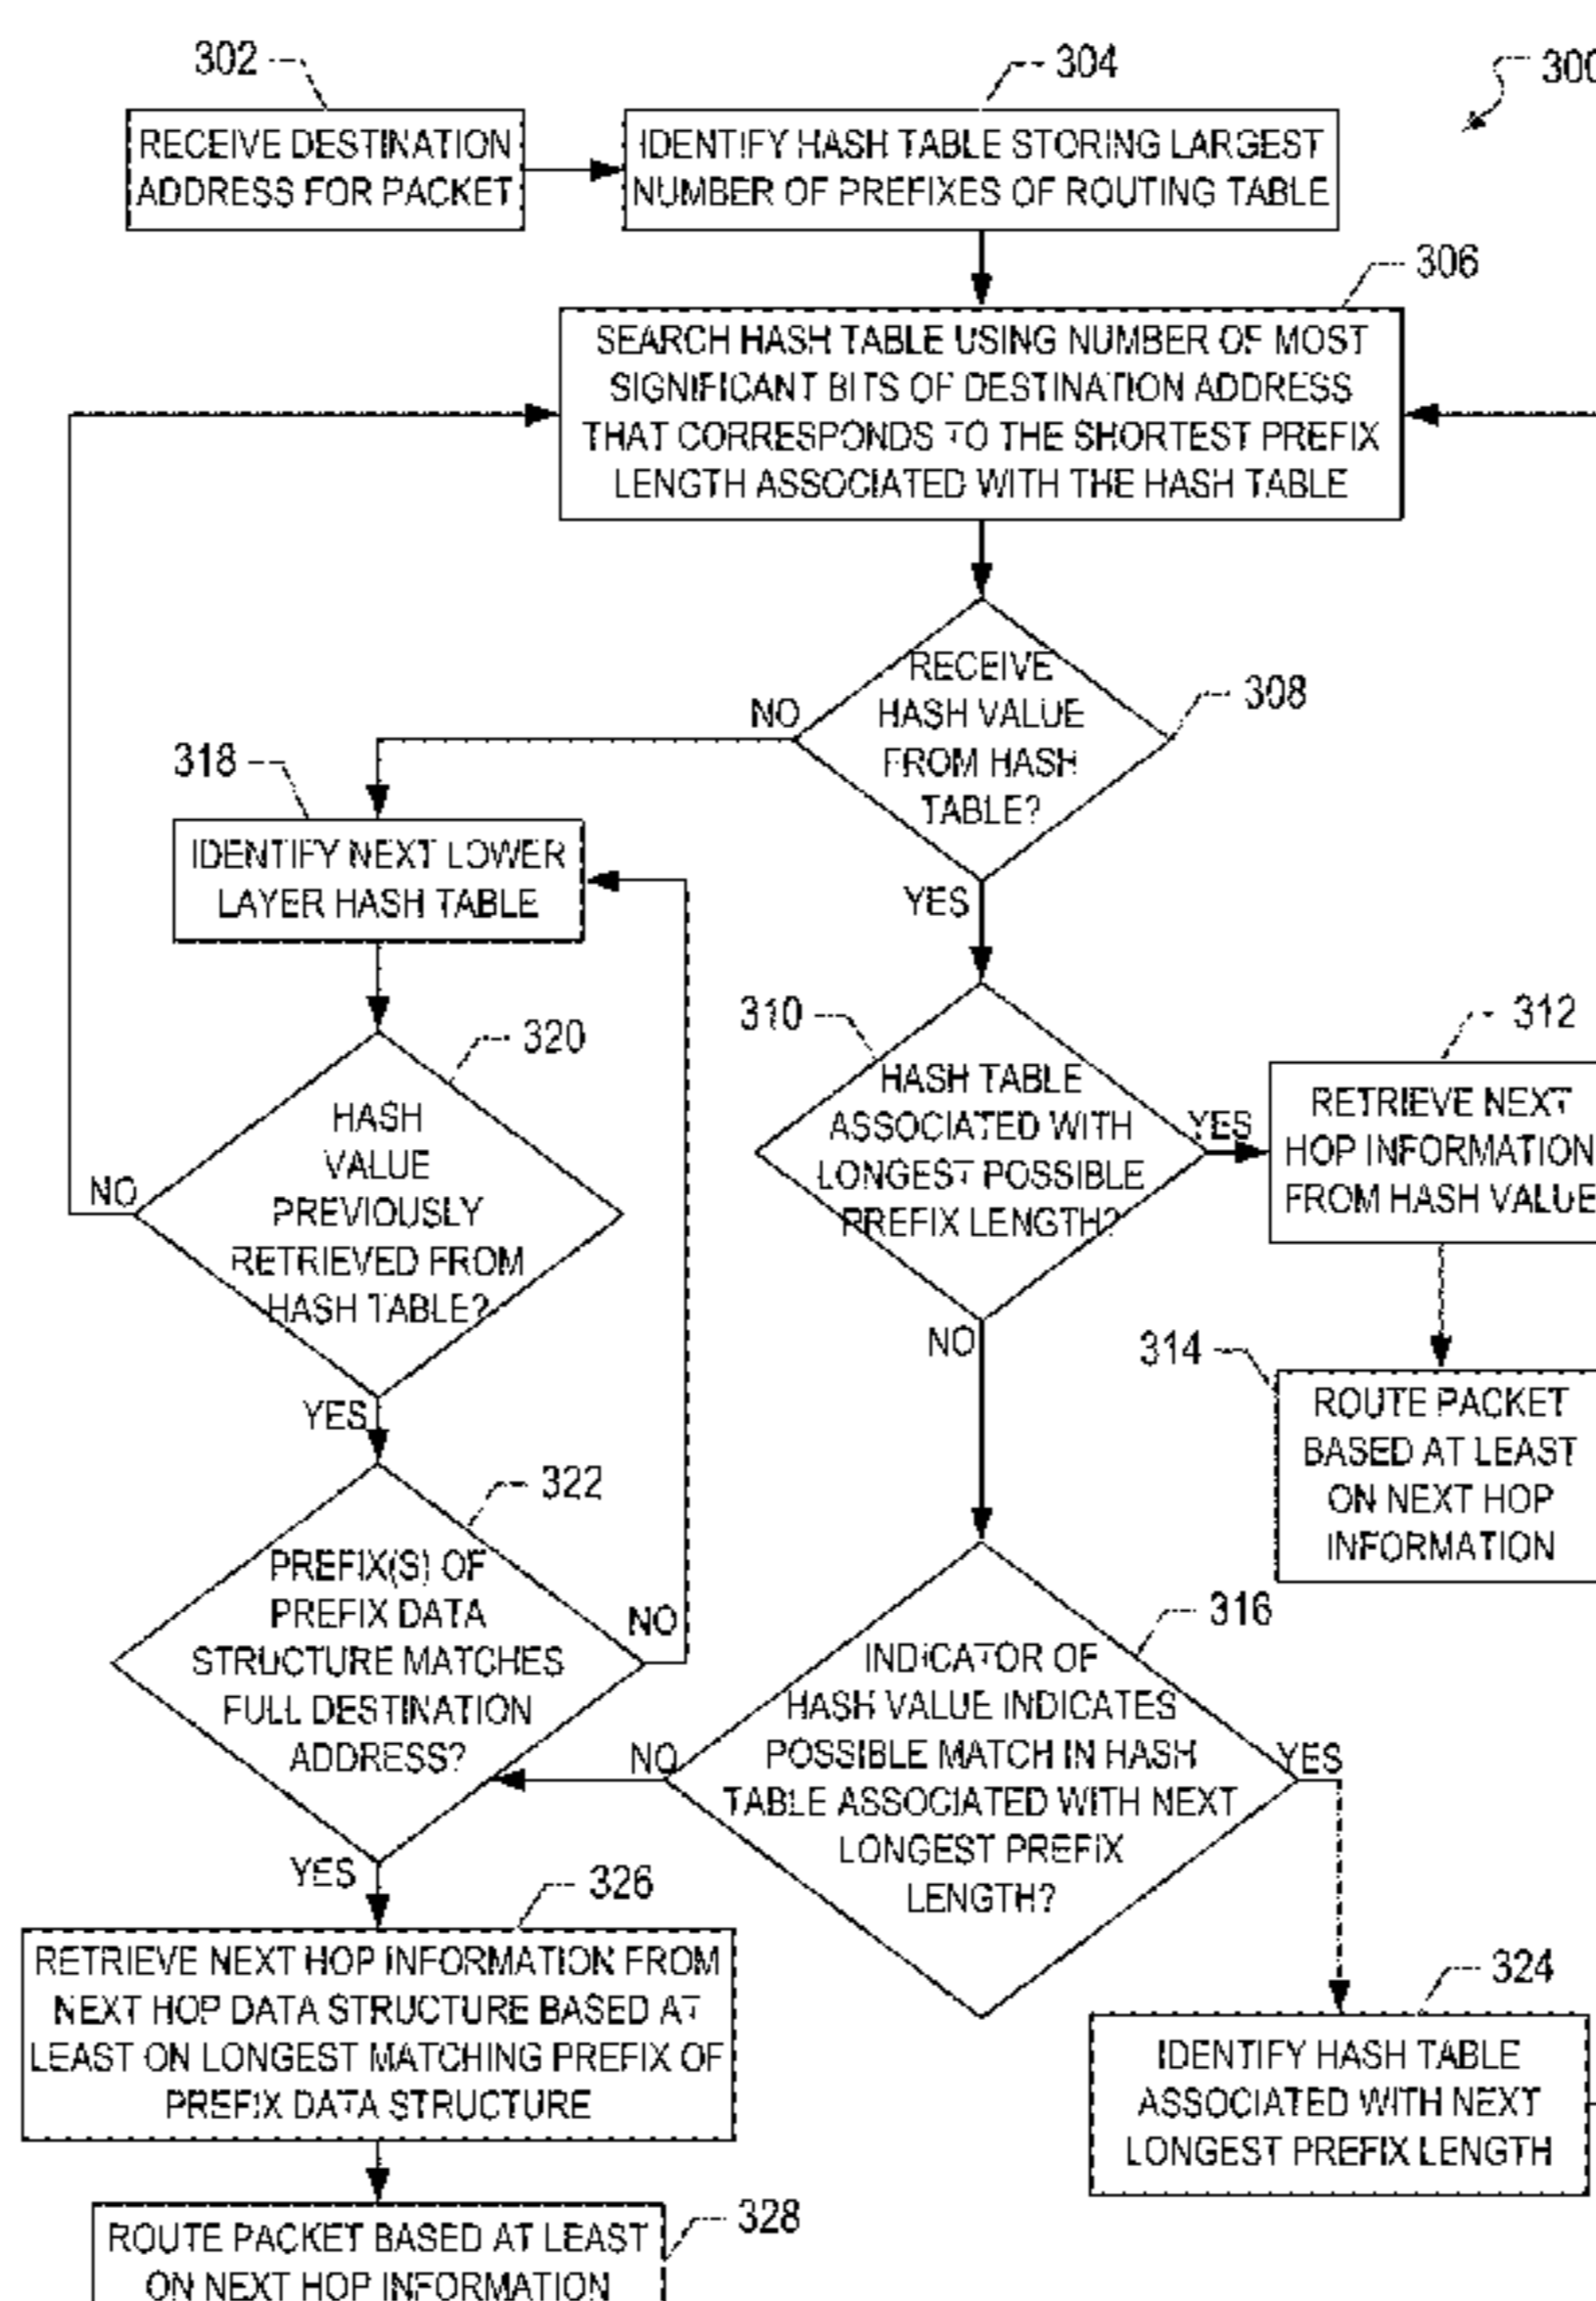 302
304
300
RECEIVE DESTINATION
ADDRESS FOR PACKET
IDENTIFY HASH TABLE STORING LARGEST
NUMBER OF PREFIXES OF ROUTING TABLE
306
SEARCH HASH TABLE USING NUMBER OF MOST
SIGNIFICANT BITS OF DESTINATION ADDRESS
THAT CORRESPONDS TO THE SHORTEST PREFIX
LENGTH ASSOCIATED WITH THE HASH TABLE
308
RECEIVE
HASH VALUE
FROM HASH
TABLE?
NO
YES
318
IDENTIFY NEXT LOWER
LAYER HASH TABLE
320
HASH
VALUE
PREVIOUSLY
RETRIEVED FROM
HASH TABLE?
NO
YES
310
HASH TABLE
ASSOCIATED WITH
LONGEST POSSIBLE
PREFIX LENGTH?
YES
NO
312
RETRIEVE NEXT
HOP INFORMATION
FROM HASH VALUE
314
ROUTE PACKET
BASED AT LEAST
ON NEXT HOP
INFORMATION
322
PREFIX(S) OF
PREFIX DATA
STRUCTURE MATCHES
FULL DESTINATION
ADDRESS?
NO
YES
316
INDICATOR OF
HASH VALUE INDICATES
POSSIBLE MATCH IN HASH
TABLE ASSOCIATED WITH NEXT
LONGEST PREFIX
LENGTH?
NO
YES
326
RETRIEVE NEXT HOP INFORMATION FROM
NEXT HOP DATA STRUCTURE BASED AT
LEAST ON LONGEST MATCHING PREFIX OF
PREFIX DATA STRUCTURE
324
IDENTIFY HASH TABLE
ASSOCIATED WITH NEXT
LONGEST PREFIX LENGTH
328
ROUTE PACKET BASED AT LEAST
ON NEXT HOP INFORMATION